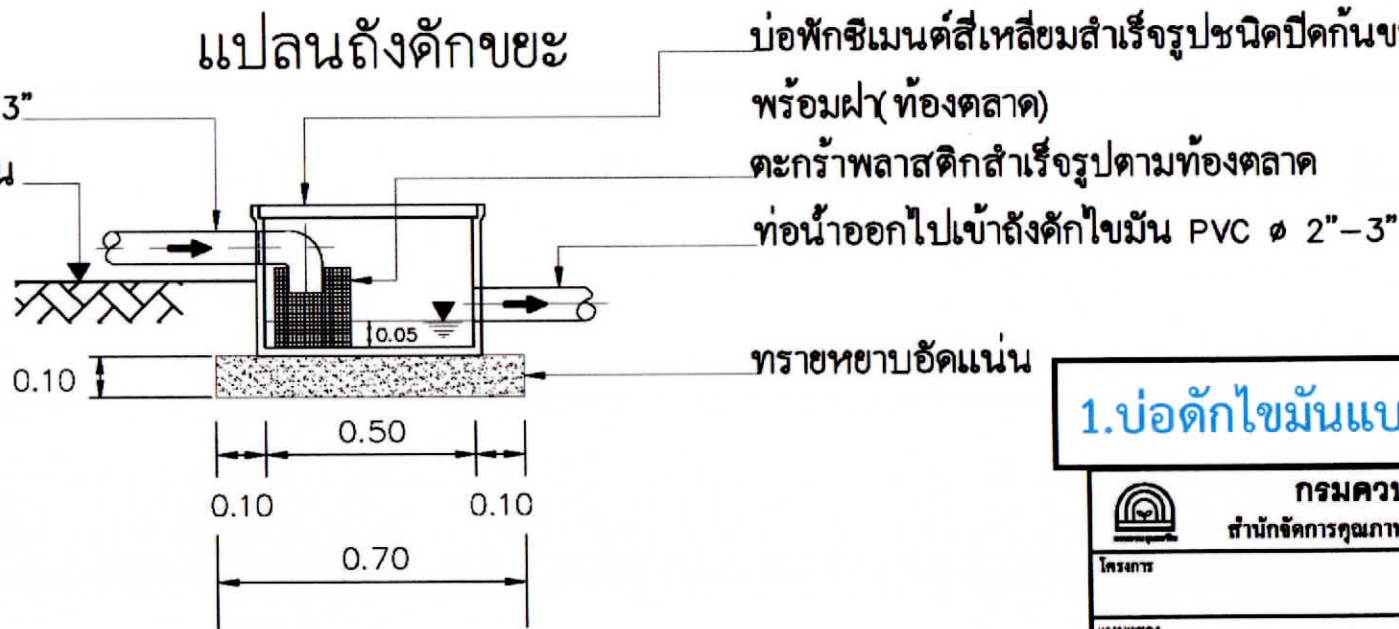 แปลนถังดักขยะ
บ่อพักซีเมนต์สี่เหลี่ยมสำเร็จรูปชนิดปิดก้น
พร้อมฝา(ท้องตลาด)
3"
ตะกร้าพลาสติกสำเร็จรูปตามท้องตลาด
ท่อน้ำออกไปเข้าถังดักไขมัน PVC ø 2"-3"
0.05
ทรายหยาบอัดแน่น
0.10
0.50
0.10 0.10
0.70
1.บ่อดักไขมันแบ
กรมควบ
สำนักจัดการคุณภาพ
โครงการ